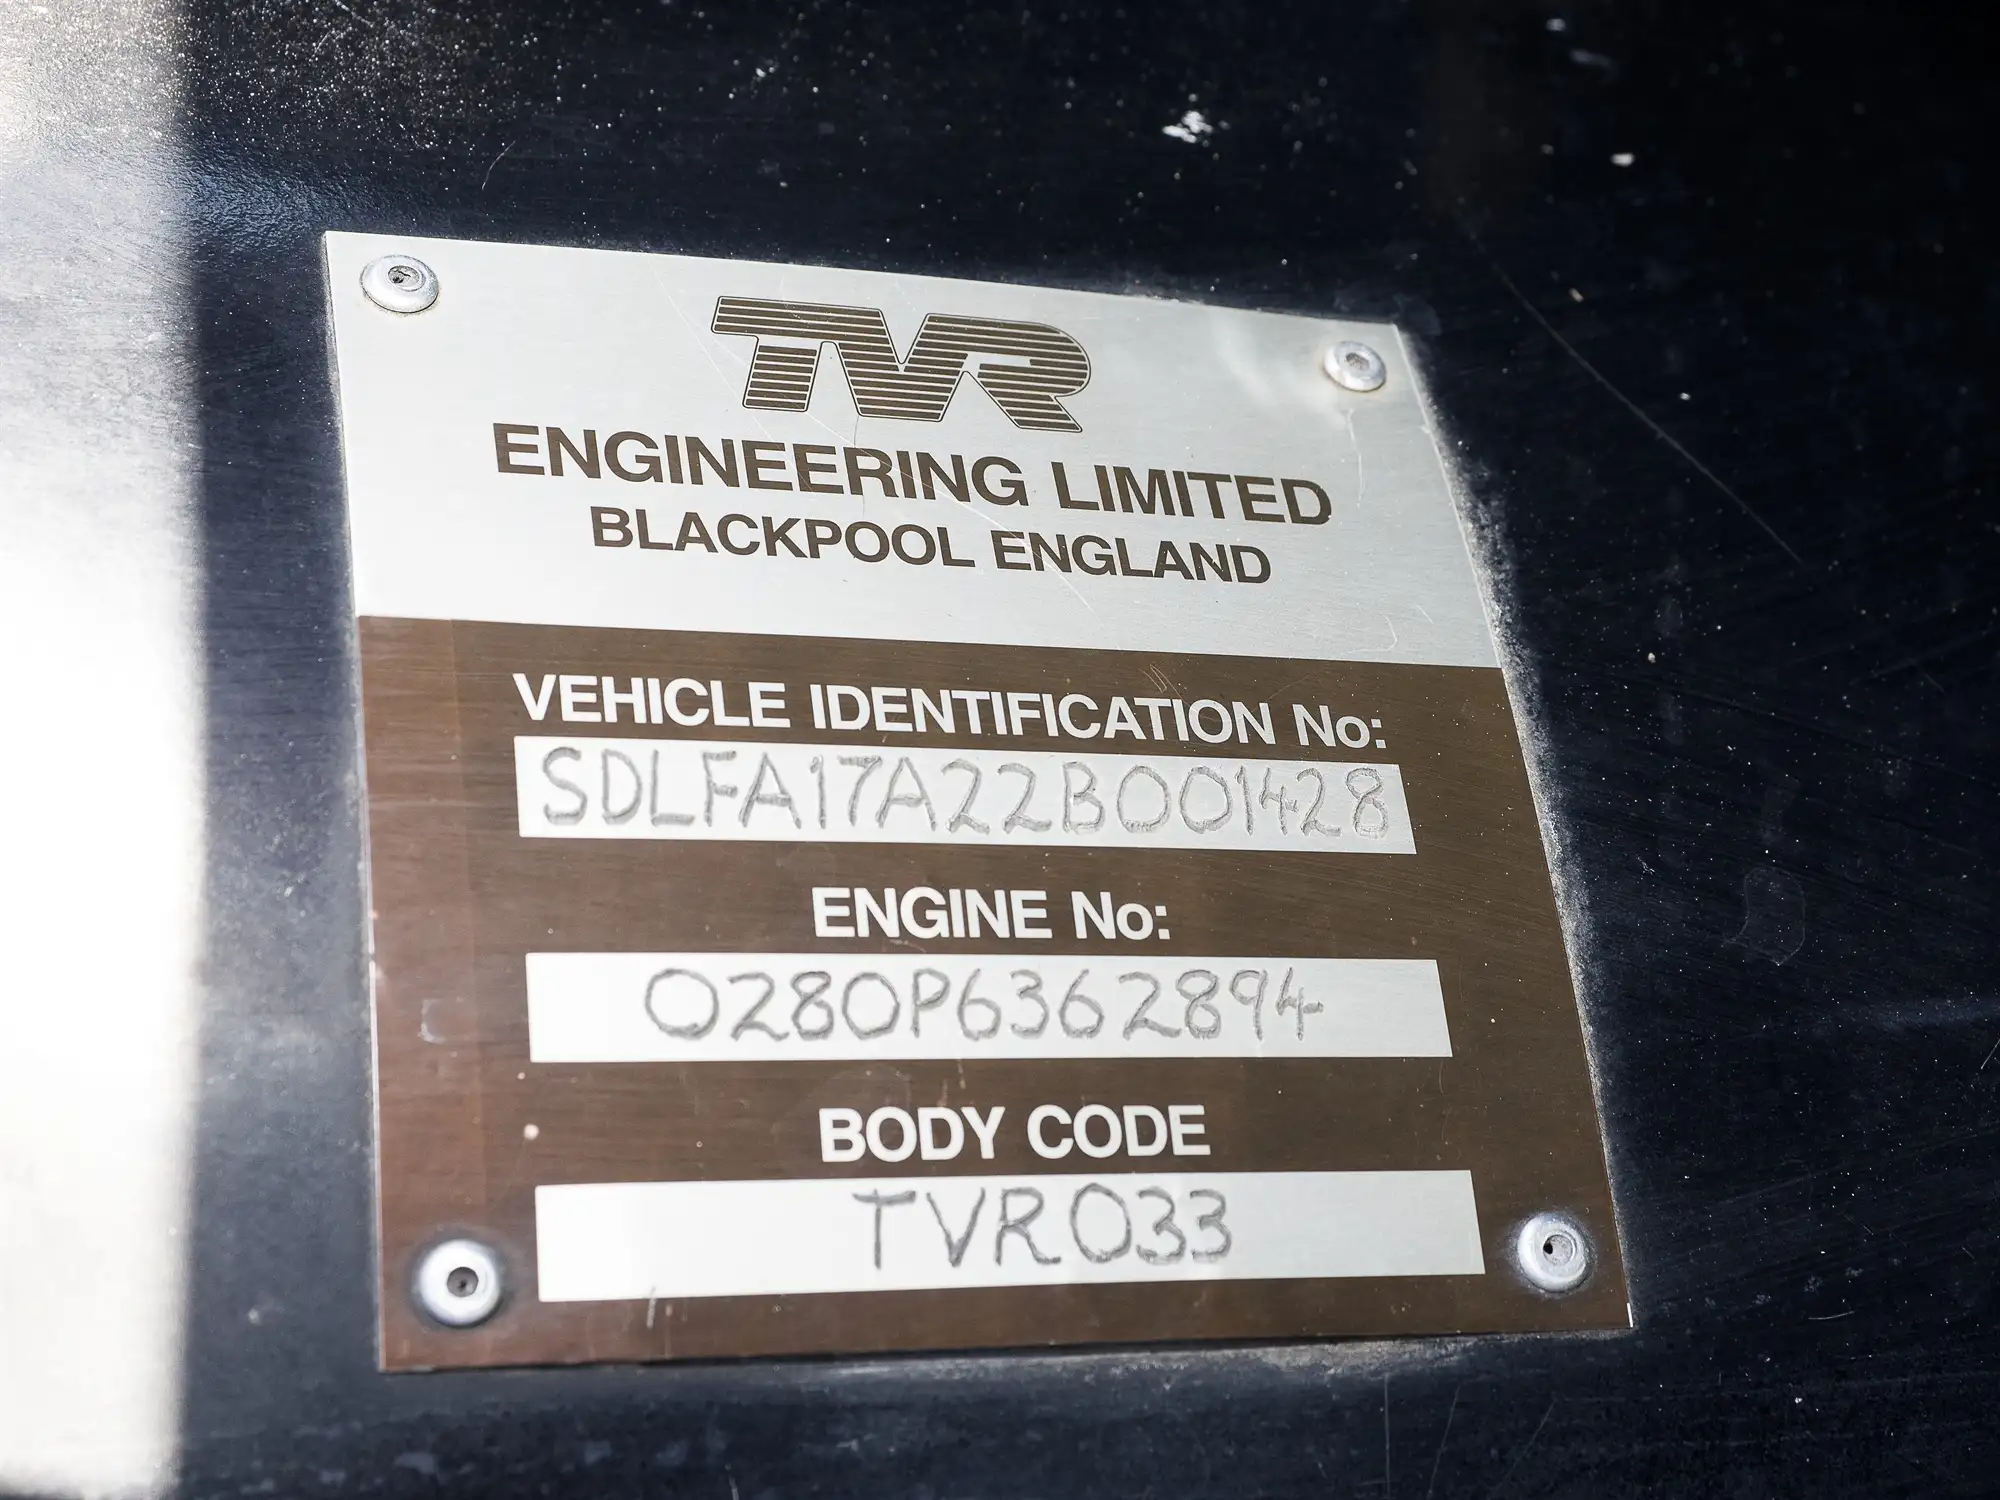 TVR
ENGINEERING LIMITED
BLACKPOOL ENGLAND
VEHICLE IDENTIFICATION No:
SDLFA17A22B001428
ENGINE No:
0280P6362894
BODY CODE
TVR033